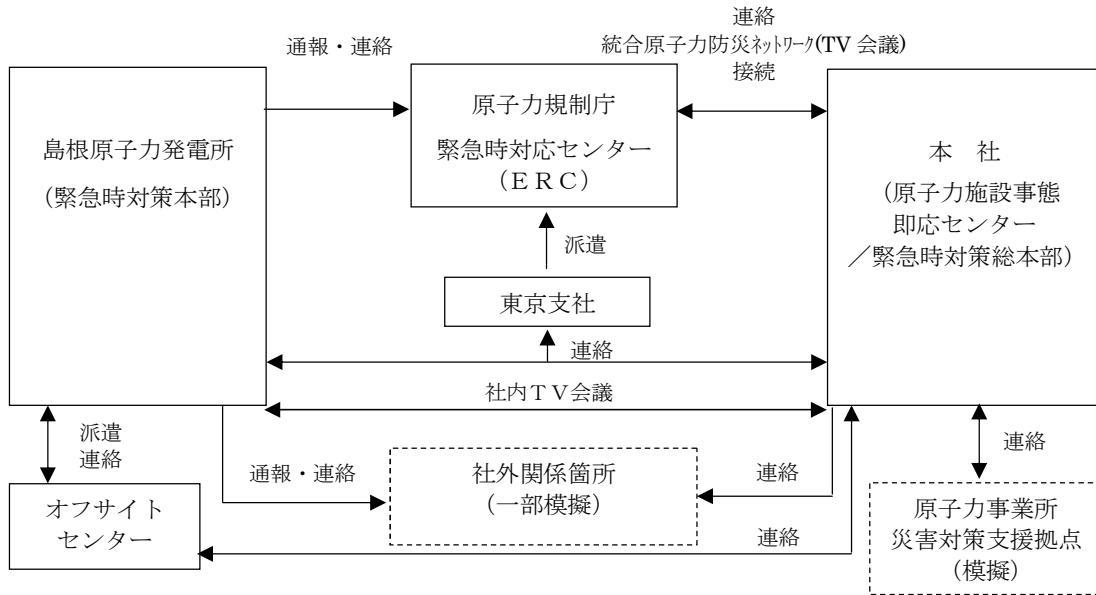 連絡
統合原子力防災ﾈｯﾄﾜｰｸ(TV 会議)
接続
通報・連絡
島根原子力発電所
（緊急時対策本部）
原子力規制庁
緊急時対応センター
（ＥＲＣ）
本　社
（原子力施設事態
即応センター
／緊急時対策総本部）
派遣
東京支社
連絡
社内ＴＶ会議
派遣
連絡
通報・連絡
社外関係箇所
（一部模擬）
連絡
連絡
オフサイト
センター
原子力事業所
災害対策支援拠点
（模擬）
連絡